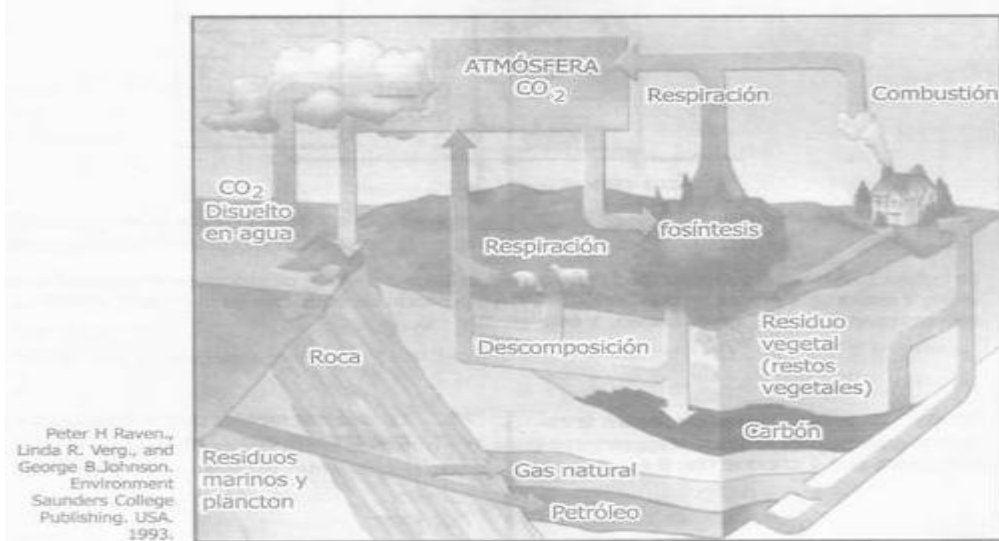 ATMÓSFERA
CO2
Respiración
Combustión
CO2
Disuelto
en agua
fosíntesis
Respiración
Roca
Descomposición
Residuo
vegetal
(restos
vegetales)
Carbón
Residuos
marinos y
plancton
Gas natural
Petróleo
Peter H Raven.,
Linda R. Verg., and
George B.Johnson.
Environment
Saunders College
Publishing. USA.
1993.